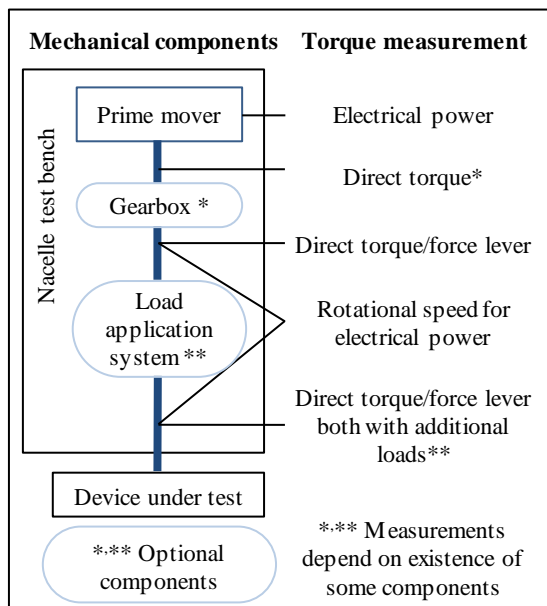 Mechanical components
Torque measurement
Nacelle test bench
Prime mover
Electrical power
Direct torque*
Gearbox *
Direct torque/force lever
Load
application
system **
Rotational speed for
electrical power
Direct torque/force lever
both with additional
loads**
Device under test
*,** Optional
components
*,** Measurements
depend on existence of
some components